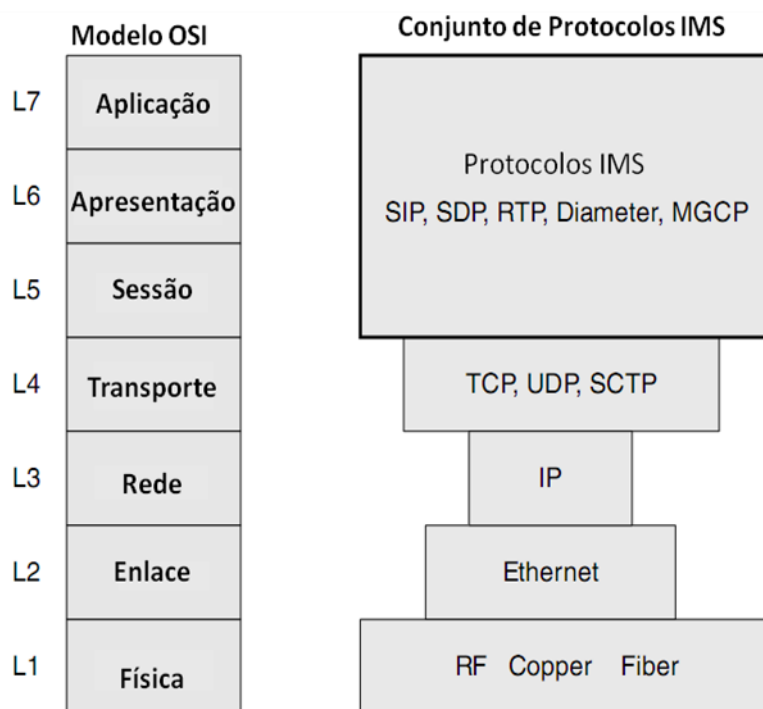 Modelo OSI
Conjunto de Protocolos IMS
L7
Aplicação
L6
Apresentação
L5
Sessão
L4
Transporte
L3
Rede
L2
Enlace
L1
Física
Protocolos IMS
SIP, SDP, RTP, Diameter, MGCP
TCP, UDP, SCTP
IP
Ethernet
RF Copper Fiber